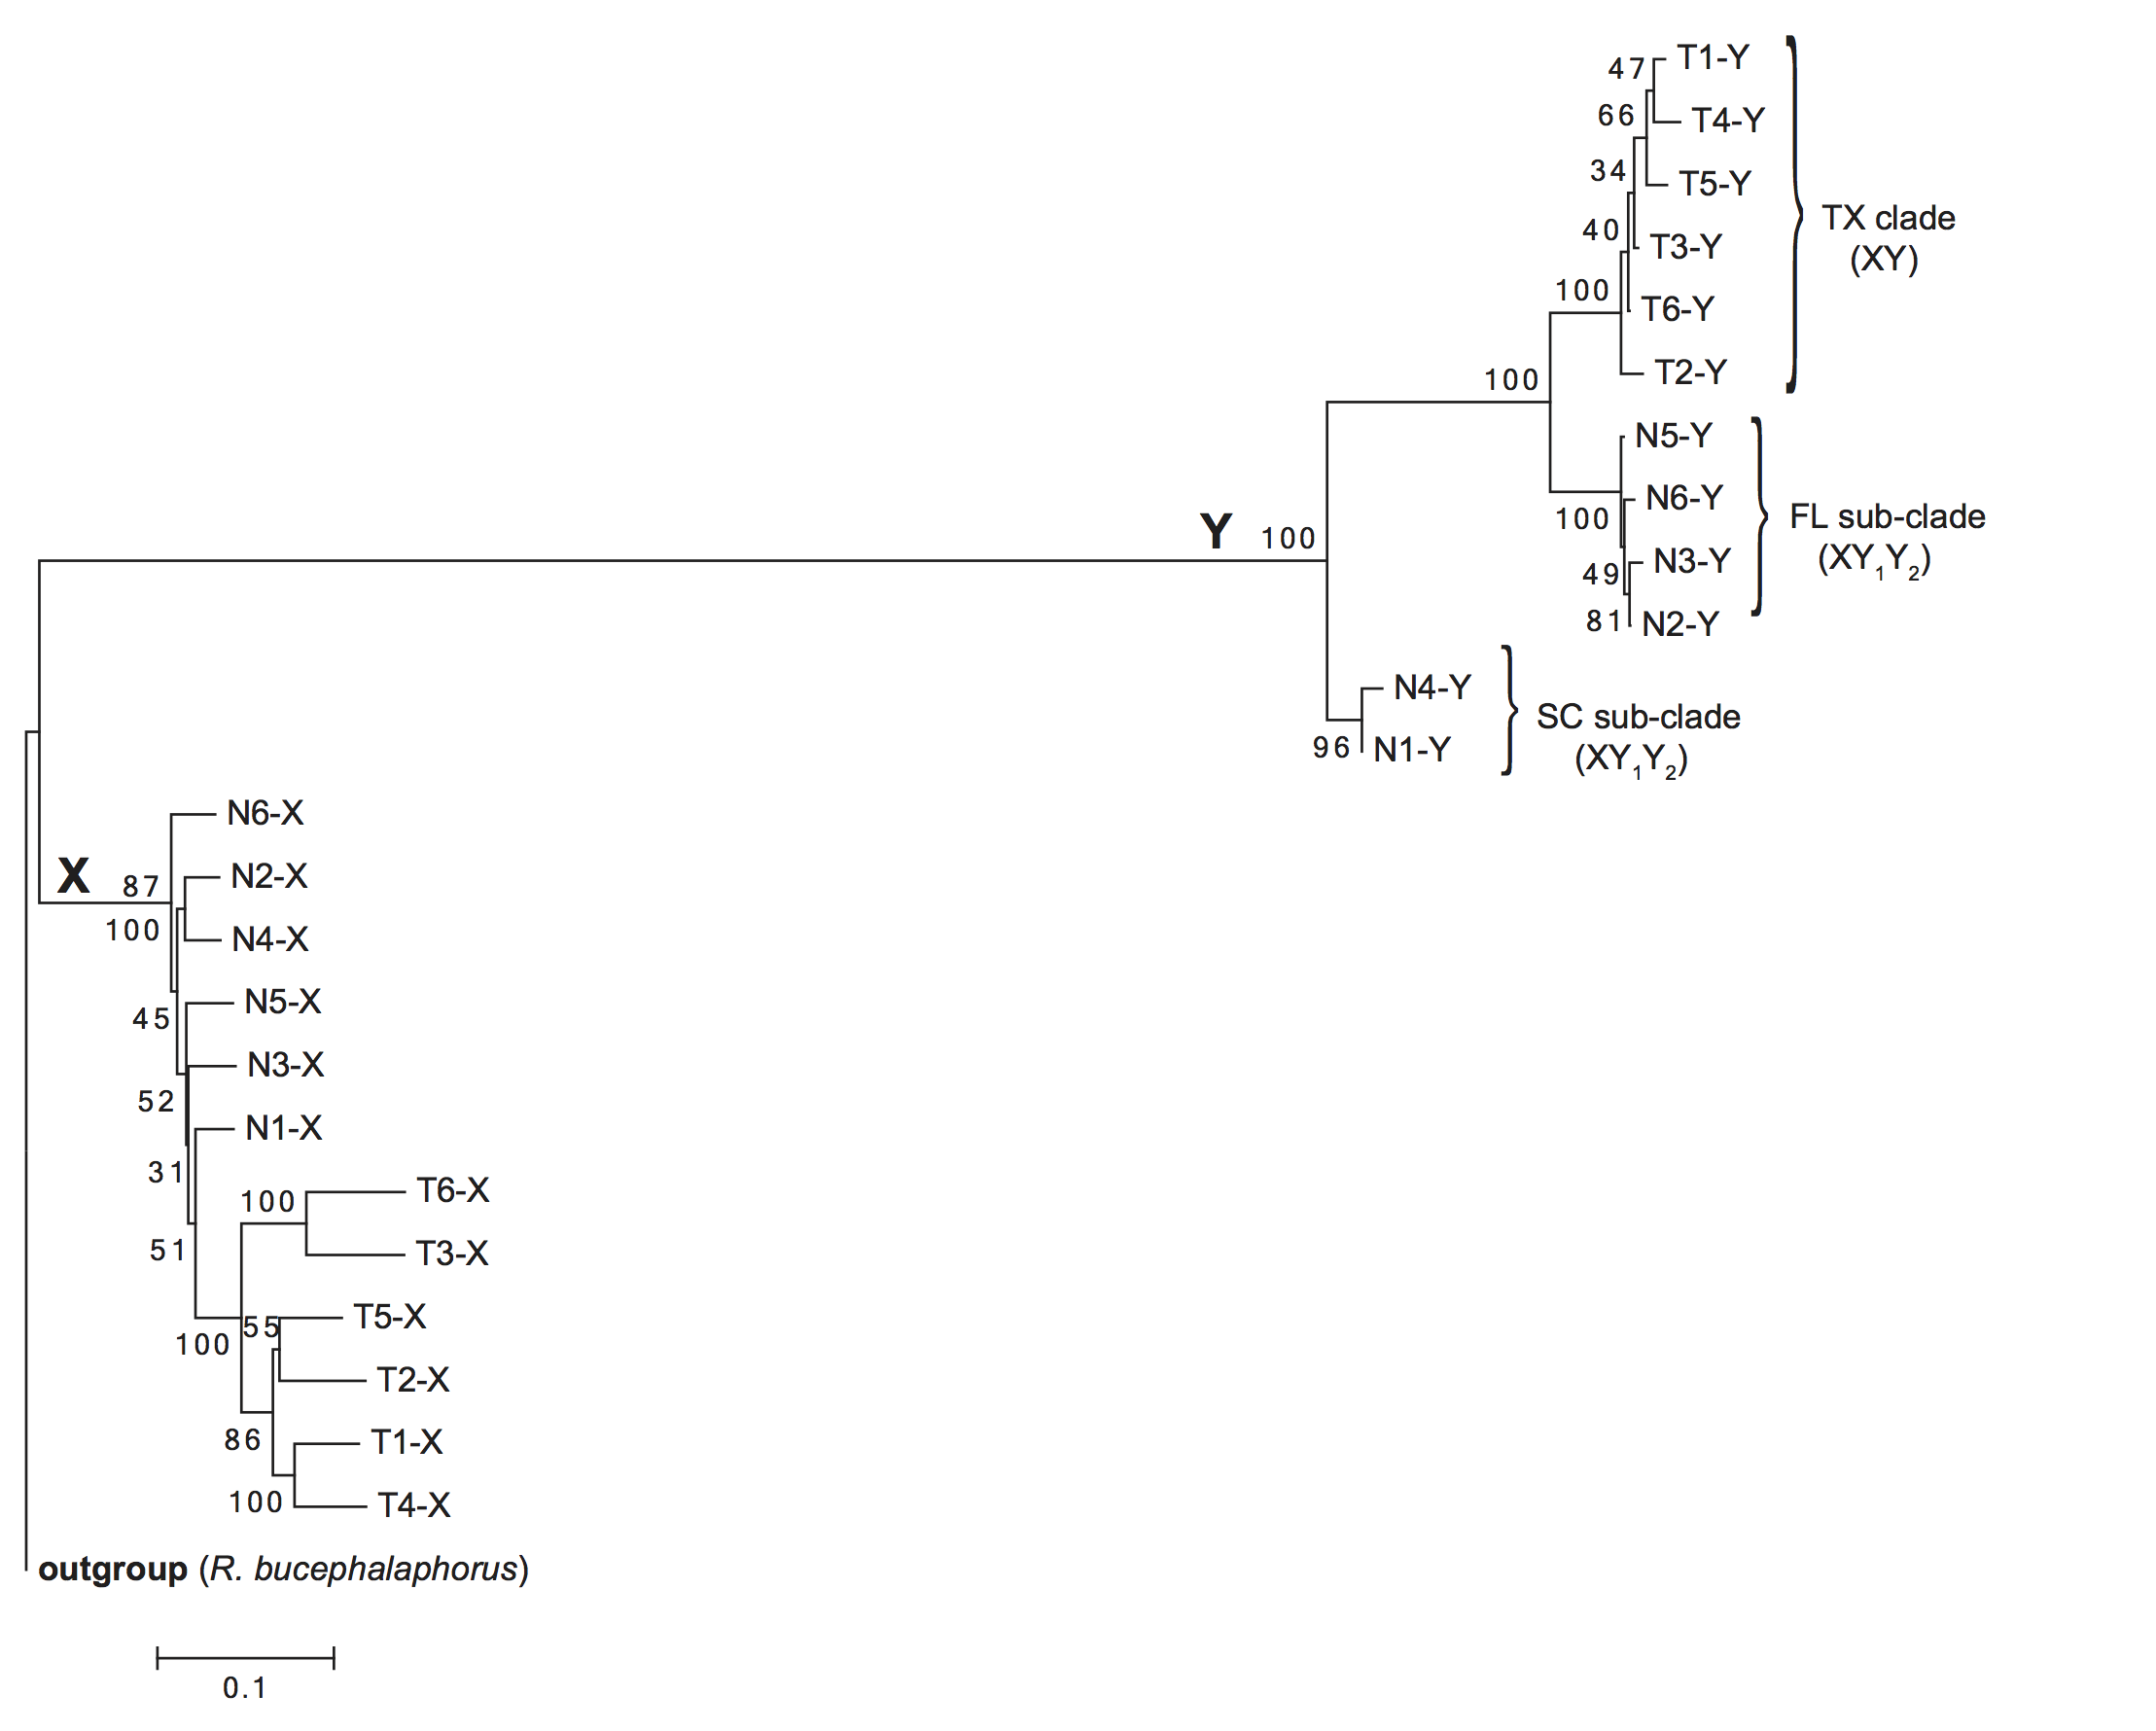 T1-Y
47
66
T4-Y
34
T5-Y
TX clade
(XY)
40
T3-Y
100
T6-Y
100
T2-Y
N5-Y
N6-Y
100
FL sub-clade
(XY1Y2)
Y
100
N3-Y
49
81
N2-Y
N4-Y
SC sub-clade
(XY1Y2)
96
N1-Y
N6-X
X
87
N2-X
100
N4-X
N5-X
45
N3-X
52
N1-X
31
100
T6-X
51
T3-X
55
T5-X
100
T2-X
86
T1-X
100
T4-X
outgroup (R. bucephalaphorus)
0.1